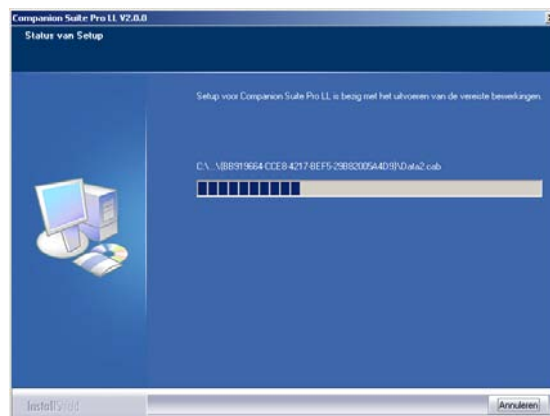 Companion Suite Pro LL V2.0.0
Status van Setup
Setup voor Companion Suite Pro LL is bezig met het uitvoeren van de vereiste bewerkingen.
C:\...\{BB919664-CCE8-4217-BEF5-29B82005A4D9}\Data2.cab
InstallShield
Annuleren